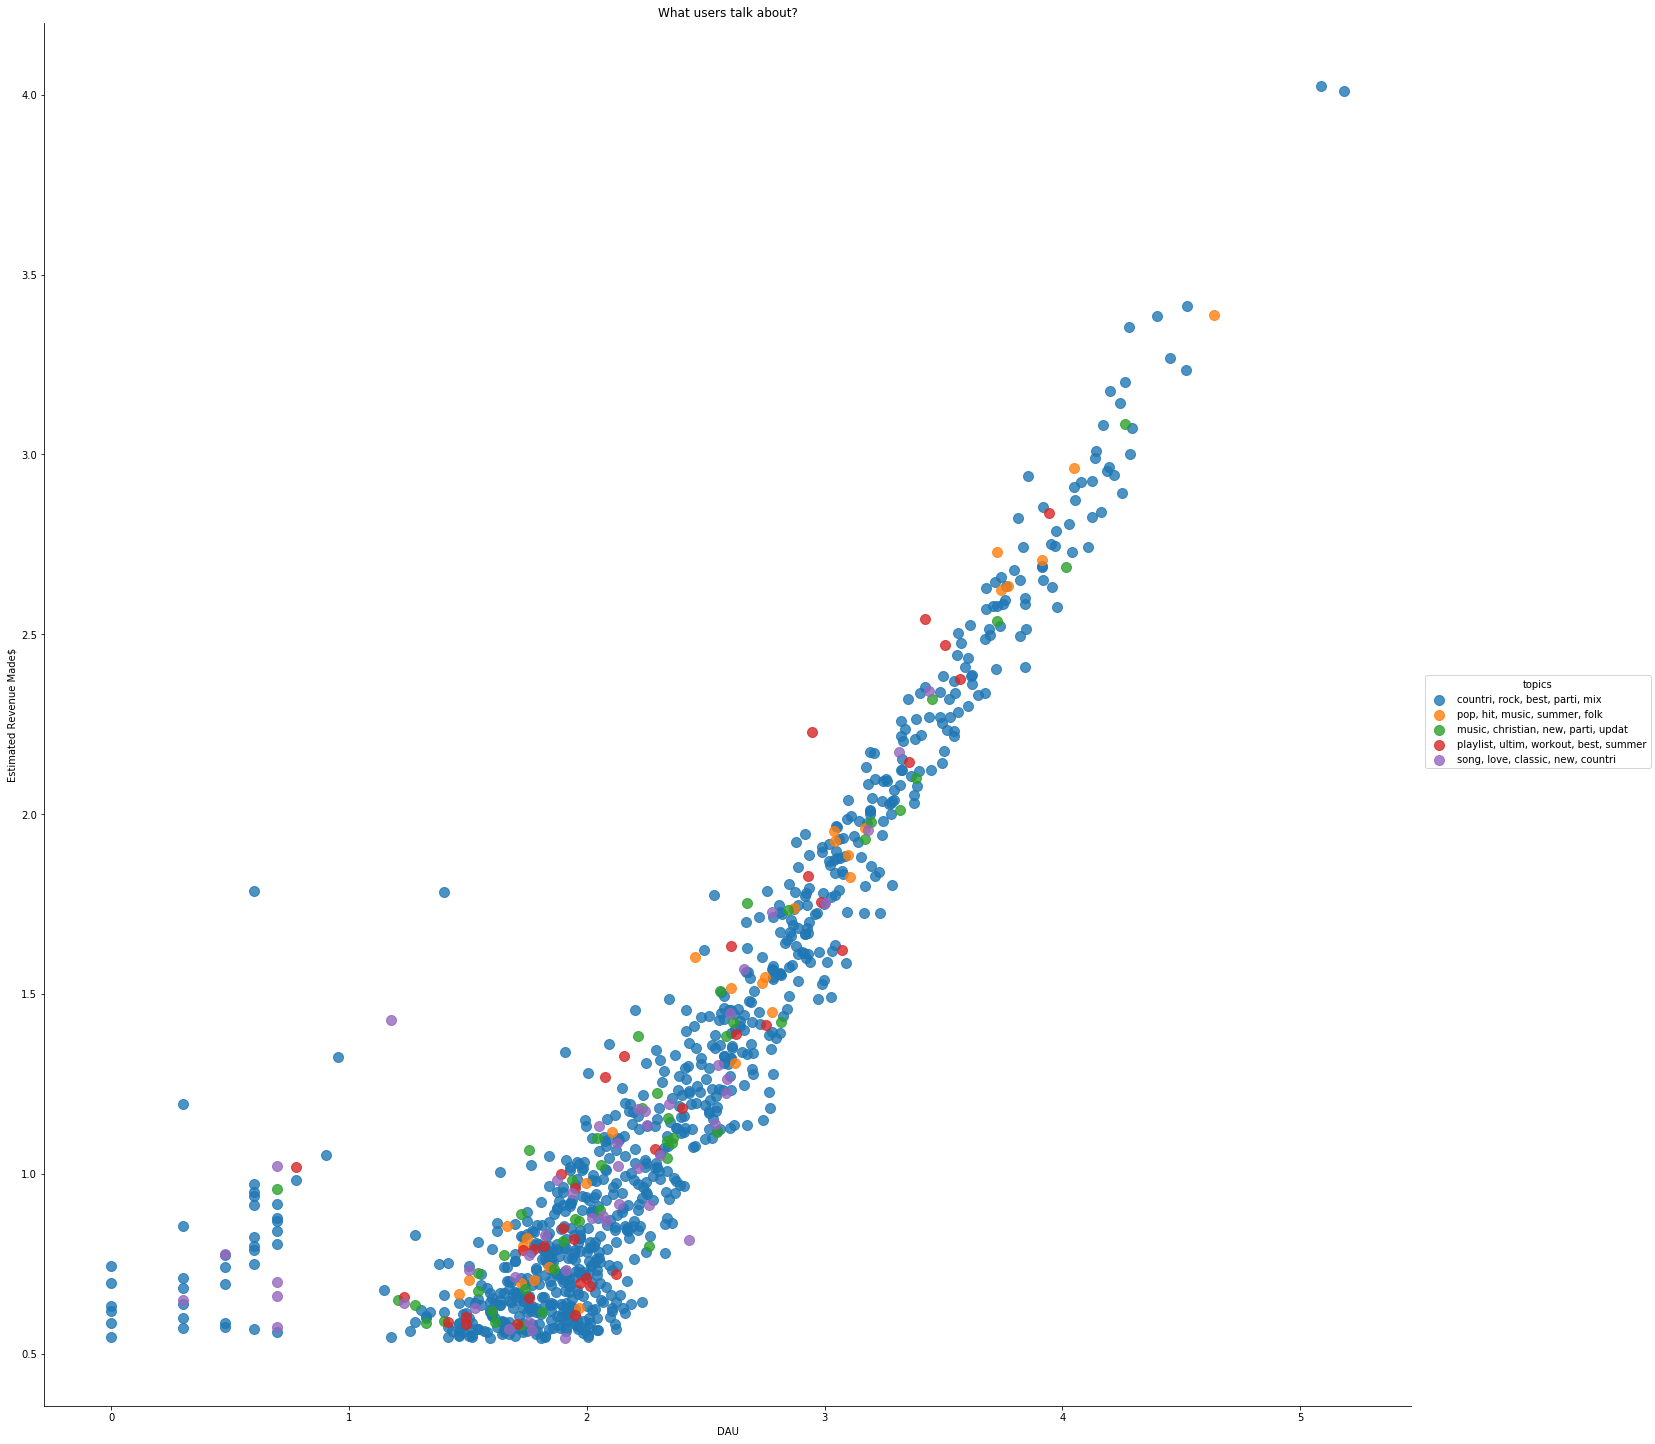 What users talk about?
4.0
3.5
3.0
2.5
2.0
1.5
1.0
0.5
Estimated Revenue Made$
0 1 2 3 4 5
DAU
topics
countri, rock, best, parti, mix
pop, hit, music, summer, folk
music, christian, new, parti, updat
playlist, ultim, workout, best, summer
song, love, classic, new, countri